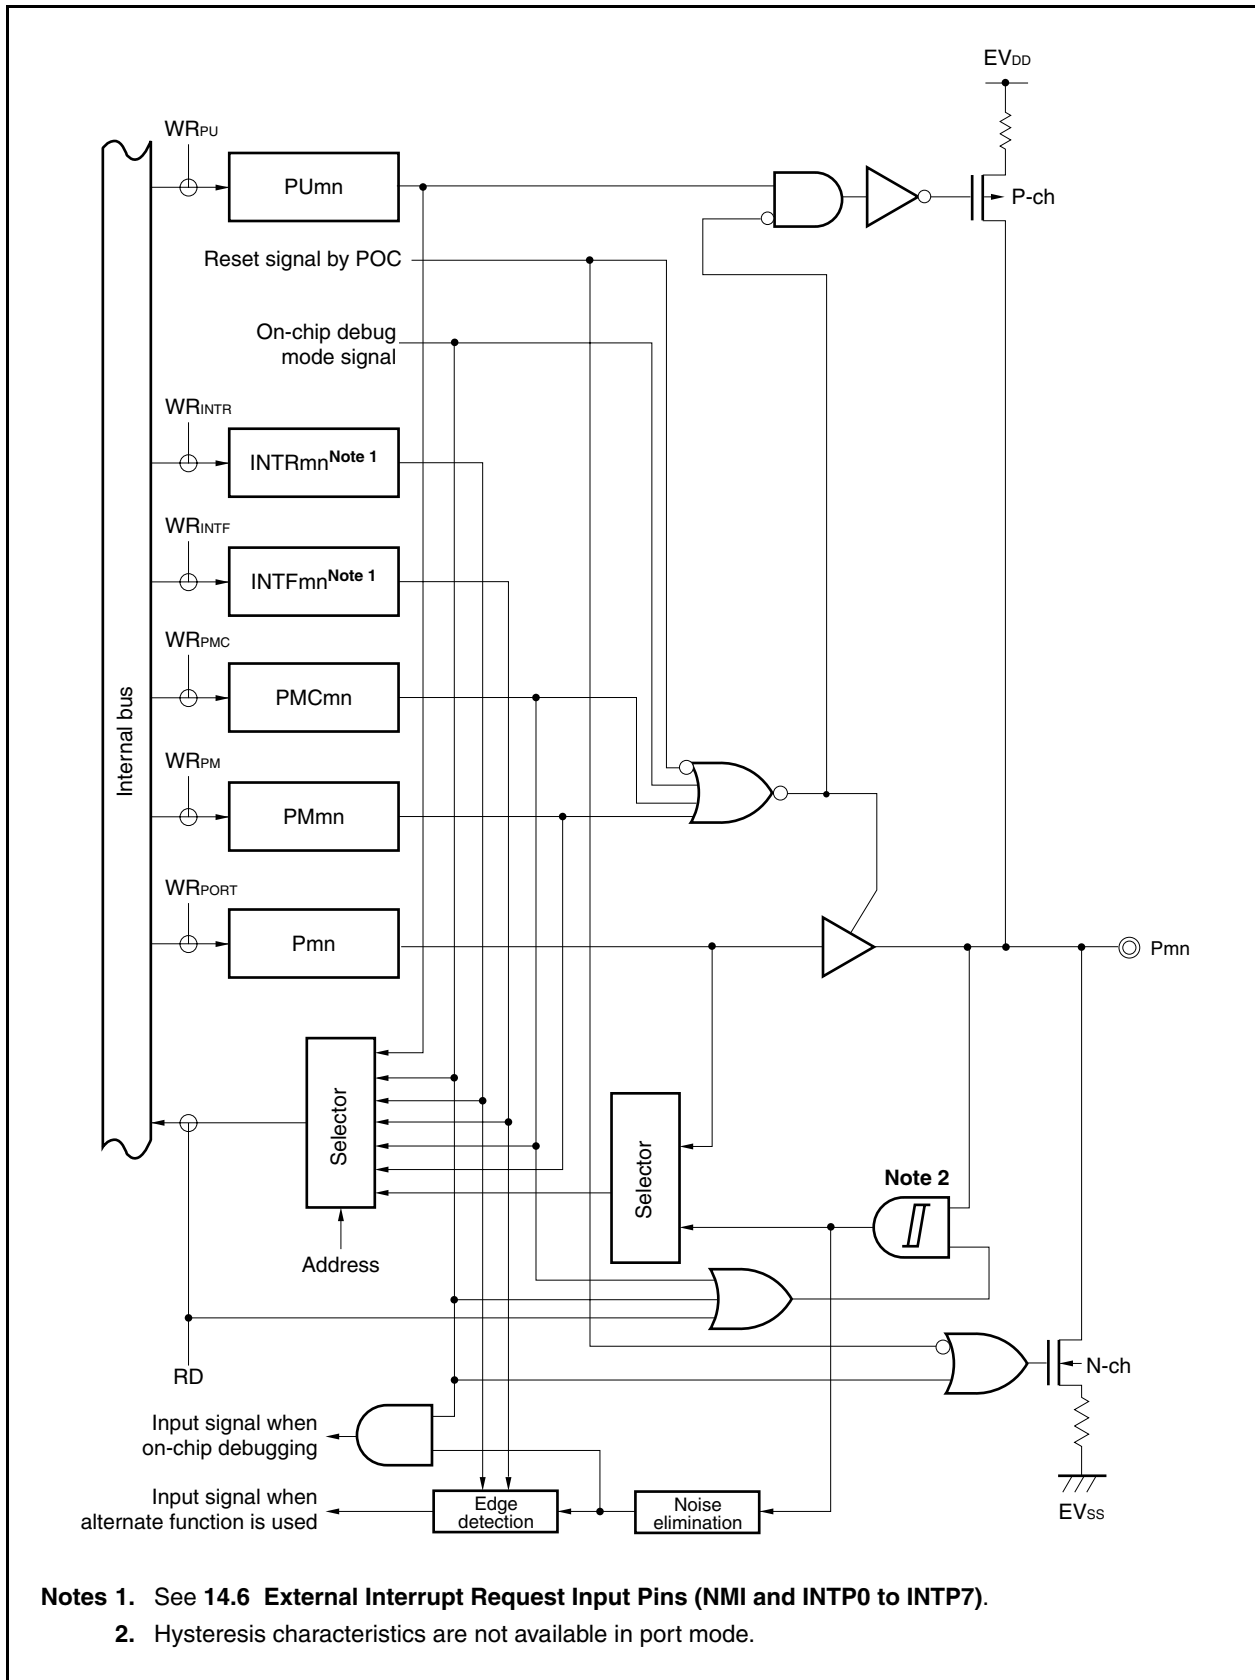 EVDD
WRPU
PUmn
P-ch
Reset signal by POC
On-chip debug
mode signal
WRINTR
INTRmnNote 1
WRINTF
INTFmnNote 1
WRPMC
PMCmn
Internal bus
WRPM
PMmn
WRPORT
Pmn
Pmn
Selector
Selector
Note 2
Address
RD
N-ch
Input signal when
on-chip debugging
Input signal when
alternate function is used
Edge
detection
Noise
elimination
EVSS
Notes 1. See 14.6 External Interrupt Request Input Pins (NMI and INTP0 to INTP7).
2. Hysteresis characteristics are not available in port mode.